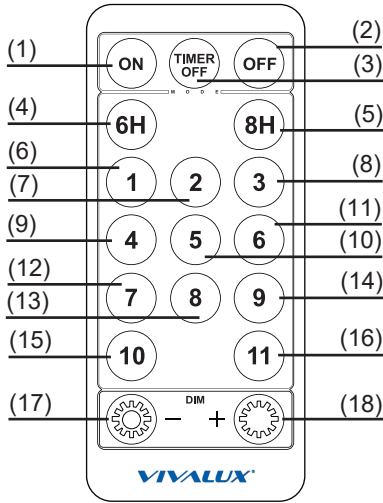 (1) ON TIMER OFF OFF (2)
(3)
M O D E
(4) 6H 8H (5)
(6) 1 2 3 (8)
(7)
(9) 4 5 6 (11)
(10)
(12) 7 8 9 (14)
(13)
(15) 10 11 (16)
DIM
(17) − + (18)
VIVALUX®